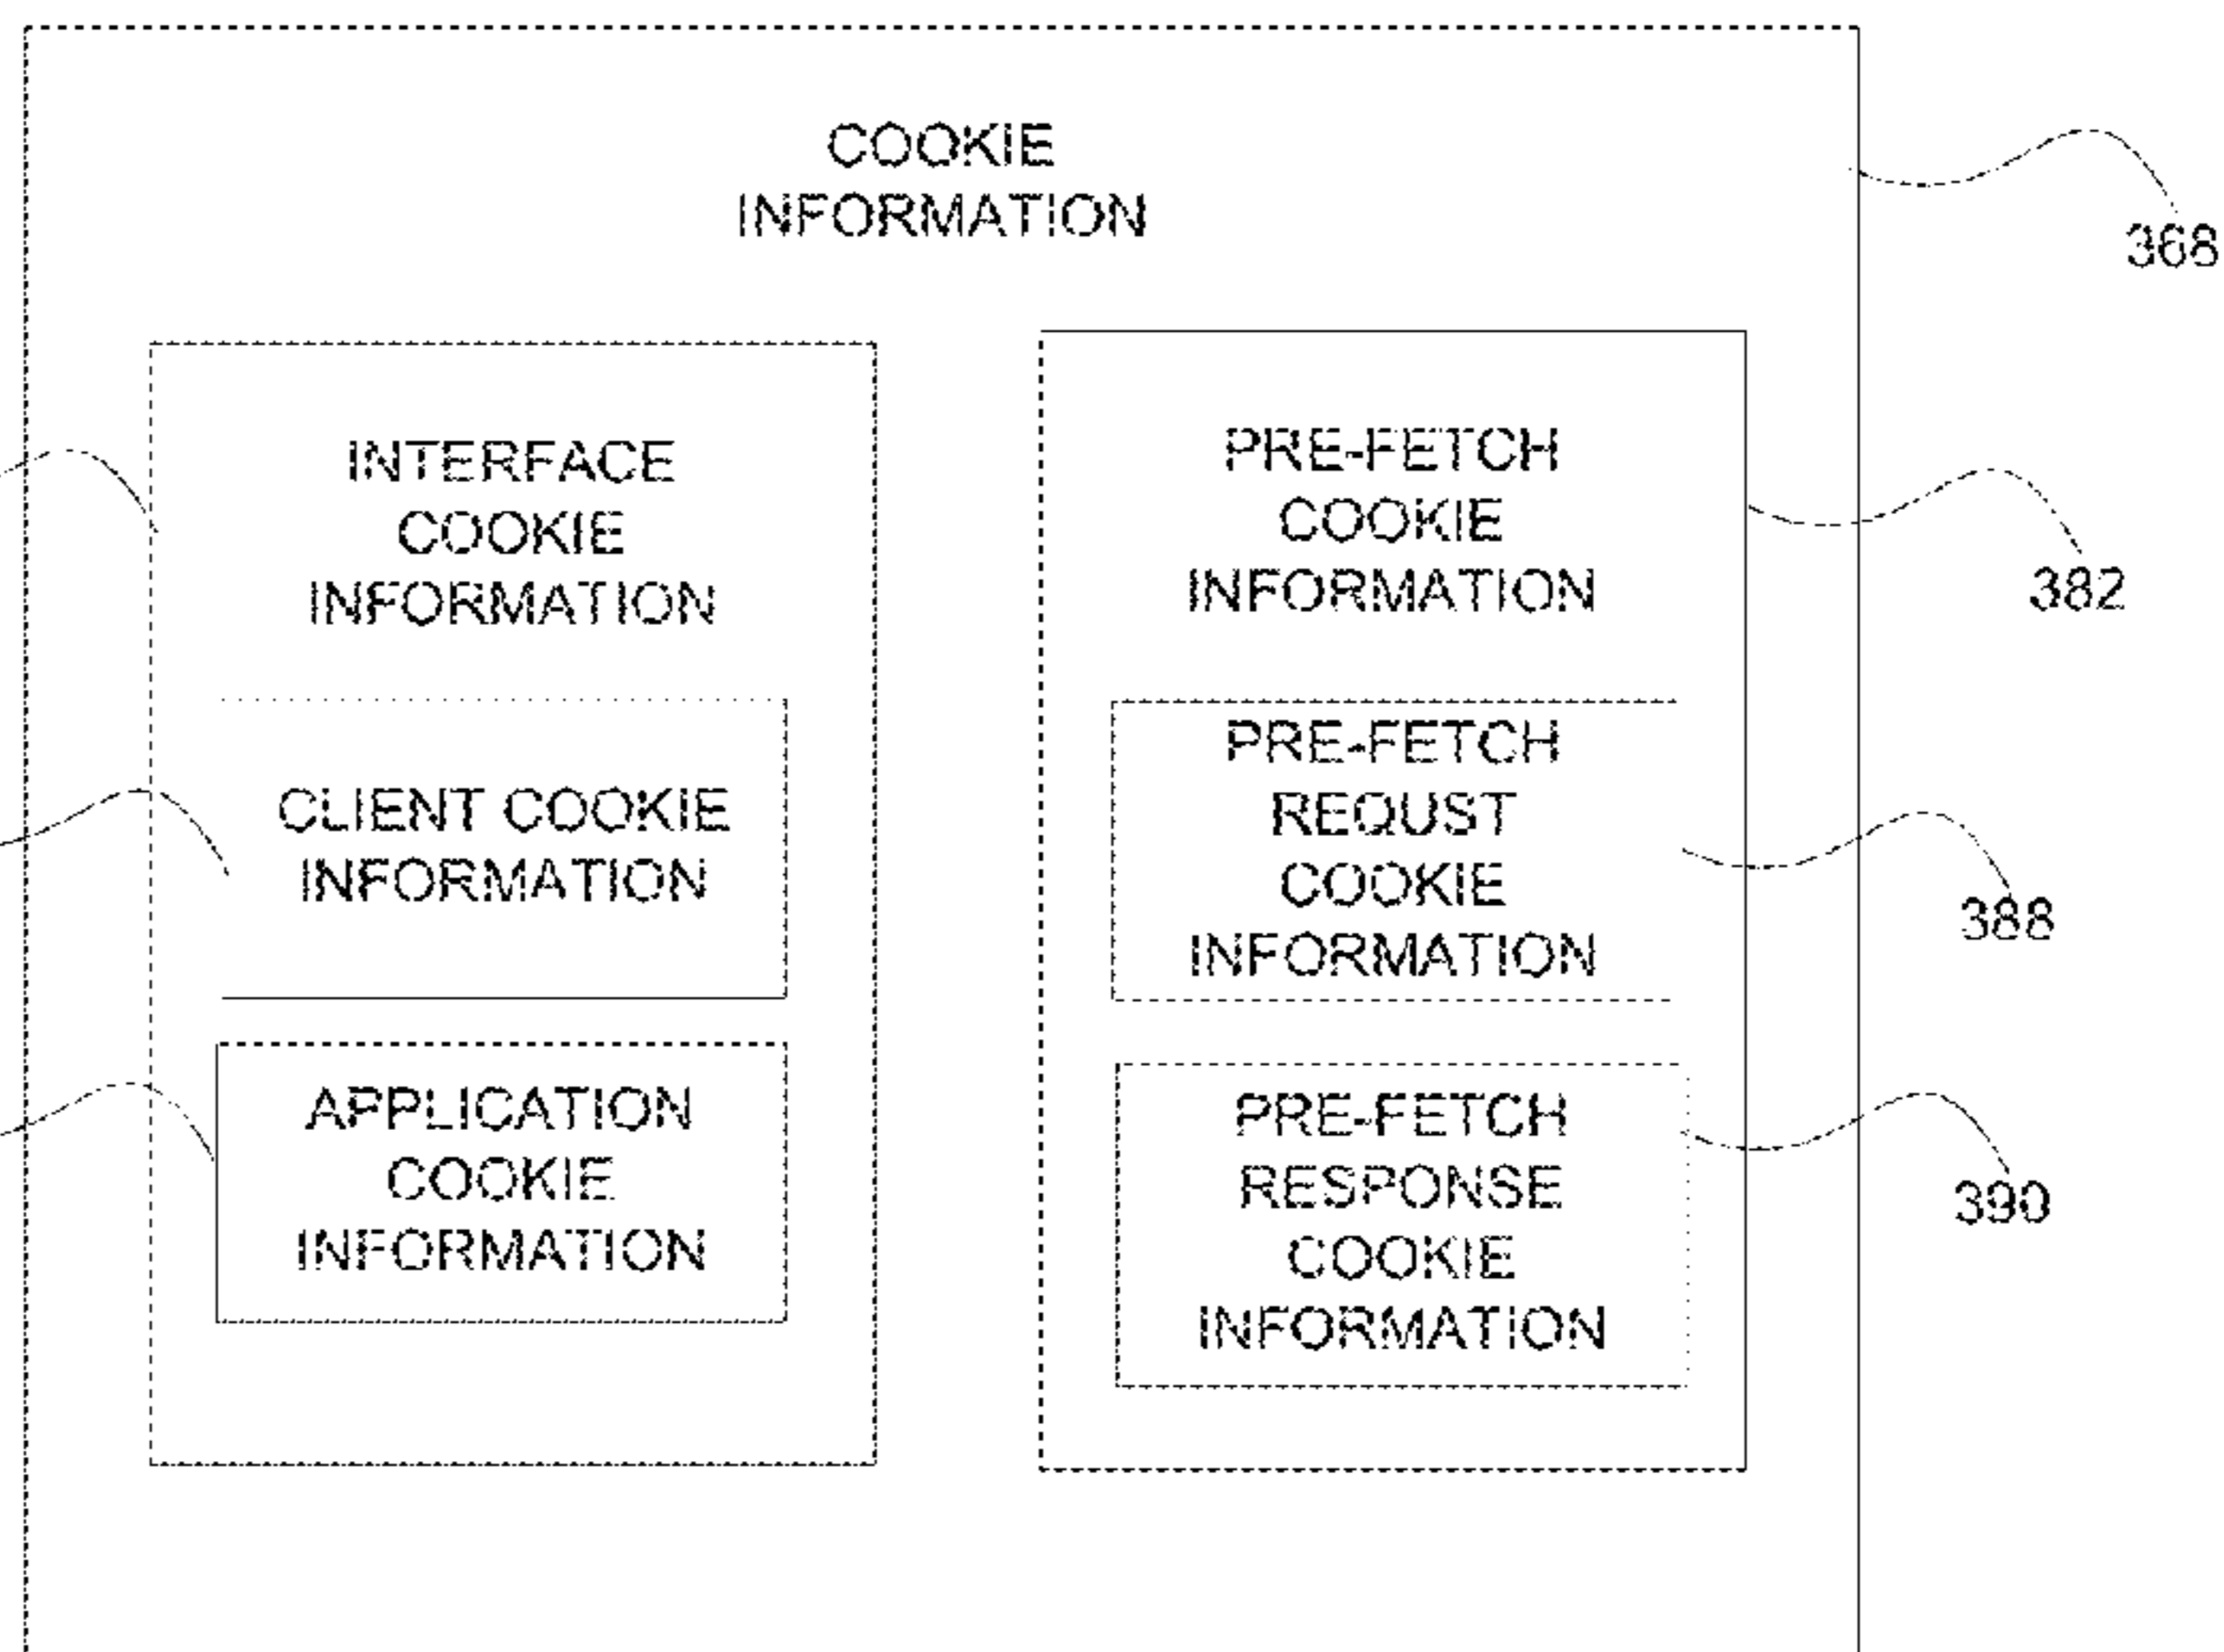 COOKIE
INFORMATION
368
INTERFACE
COOKIE
INFORMATION
CLIENT COOKIE
INFORMATION
APPLICATION
COOKIE
INFORMATION
PRE-FETCH
COOKIE
INFORMATION
382
PRE-FETCH
REQUST
COOKIE
INFORMATION
388
PRE-FETCH
RESPONSE
COOKIE
INFORMATION
390